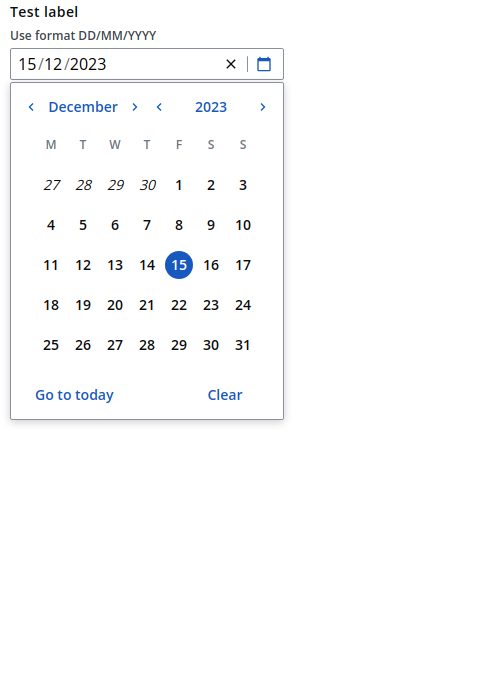 Test label
Use format DD/MM/YYYY
15/12/2023
December 2023
M T W T F S S
27 28 29 30 1 2 3
4 5 6 7 8 9 10
11 12 13 14 15 16 17
18 19 20 21 22 23 24
25 26 27 28 29 30 31
Go to today Clear